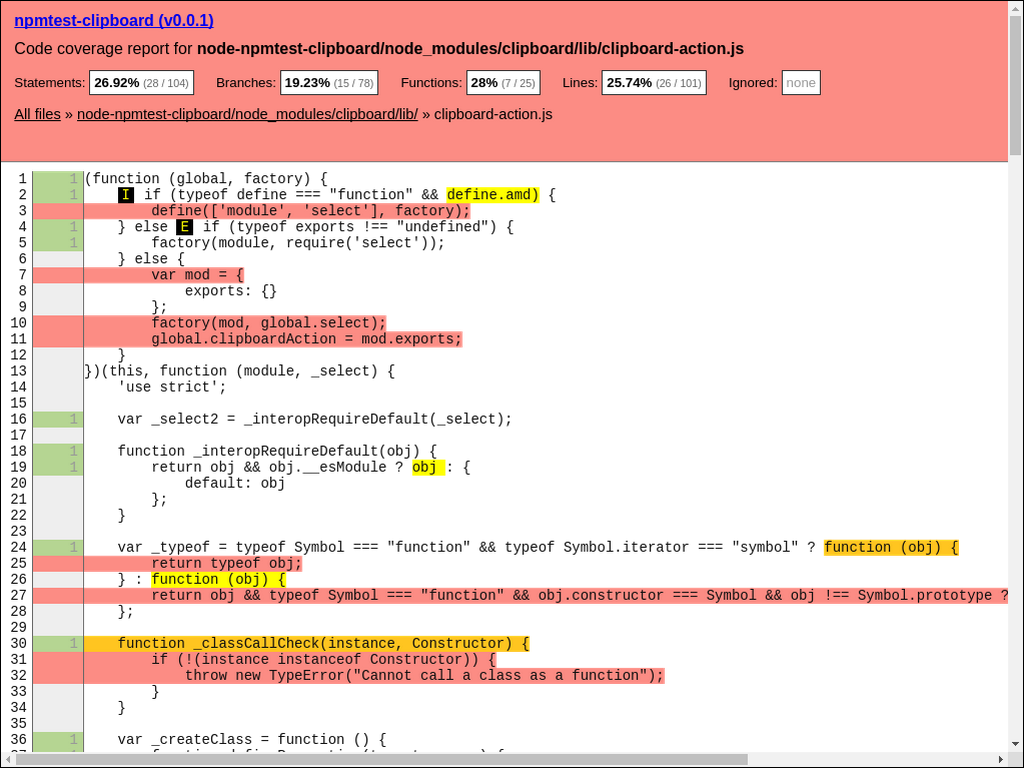 npmtest-clipboard (v0.0.1)
Code coverage report for node-npmtest-clipboard/node_modules/clipboard/lib/clipboard-action.js
Statements: 26.92% (28 / 104) Branches: 19.23% (15 / 78) Functions: 28% (7 / 25) Lines: 25.74% (26 / 101) Ignored: none
All files » node-npmtest-clipboard/node_modules/clipboard/lib/ » clipboard-action.js
1 1 (function (global, factory) {
2 1 I if (typeof define === "function" && define.amd) {
3 define(['module', 'select'], factory);
4 1 } else E if (typeof exports !== "undefined") {
5 1 factory(module, require('select'));
6 } else {
7 var mod = {
8 exports: {}
9 };
10 factory(mod, global.select);
11 global.clipboardAction = mod.exports;
12 }
13 })(this, function (module, _select) {
14 'use strict';
15
16 1 var _select2 = _interopRequireDefault(_select);
17
18 1 function _interopRequireDefault(obj) {
19 1 return obj && obj.__esModule ? obj : {
20 default: obj
21 };
22 }
23
24 1 var _typeof = typeof Symbol === "function" && typeof Symbol.iterator === "symbol" ? function (obj) {
25 return typeof obj;
26 } : function (obj) {
27 return obj && typeof Symbol === "function" && obj.constructor === Symbol && obj !== Symbol.prototype ?
28 };
29
30 1 function _classCallCheck(instance, Constructor) {
31 if (!(instance instanceof Constructor)) {
32 throw new TypeError("Cannot call a class as a function");
33 }
34 }
35
36 1 var _createClass = function () {